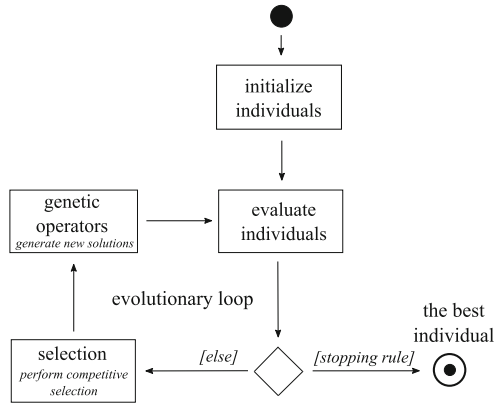 initialize
individuals
genetic
operators
generate new solutions
evaluate
individuals
evolutionary loop
the best
individual
selection
perform competitive
selection
[else]
[stopping rule]